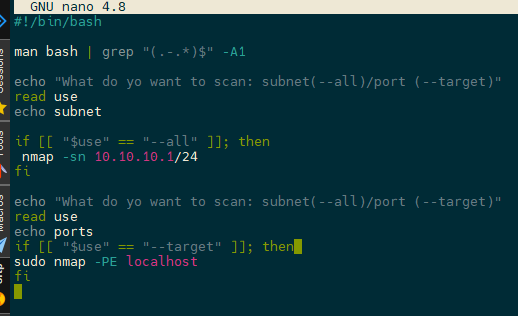 GNU nano 4.8
#!/bin/bash
man bash | grep "(.-.*)$" -A1
echo "What do yo want to scan: subnet(--all)/port (--target)"
read use
echo subnet
if [[ "$use" == "--all" ]]; then
nmap -sn 10.10.10.1/24
fi
echo "What do yo want to scan: subnet(--all)/port (--target)"
read use
echo ports
if [[ "$use" == "--target" ]]; then
sudo nmap -PE localhost
fi